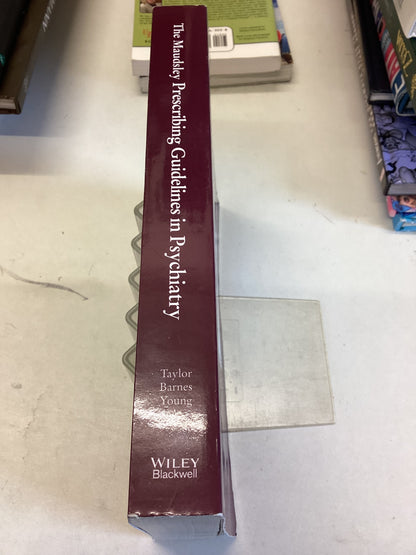 The Maudsley Prescribing Guidelines in Psychiatry
Taylor
Barnes
Young
WILEY
Blackwell